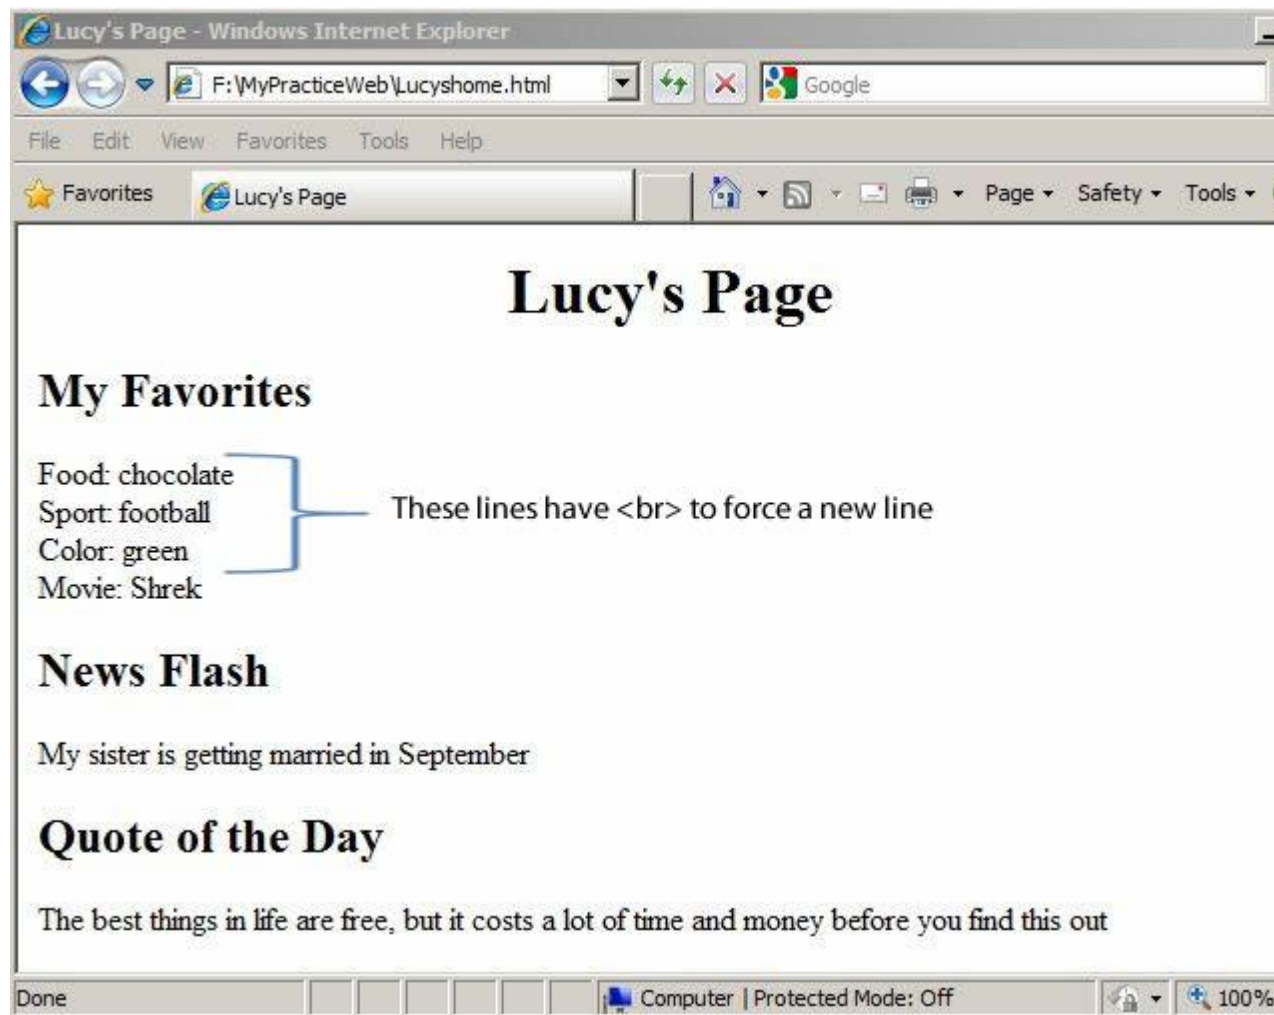 Lucy's Page - Windows Internet Explorer
F:\MyPracticeWeb\Lucyshome.html
Google
File Edit View Favorites Tools Help
Favorites Lucy's Page Page Safety Tools
Lucy's Page
My Favorites
Food: chocolate
Sport: football
Color: green
Movie: Shrek
These lines have <br> to force a new line
News Flash
My sister is getting married in September
Quote of the Day
The best things in life are free, but it costs a lot of time and money before you find this out
Done Computer | Protected Mode: Off 100%